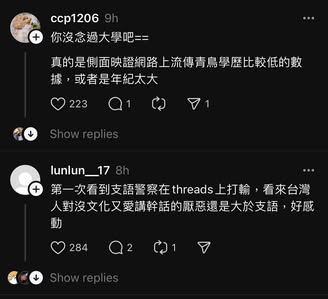 ccp1206 9h
你沒念過大學吧==
真的是側面映證網路上流傳青鳥學歷比較低的數
據，或者是年紀太大
223 1 1
Show replies
lunlun__17 8h
第一次看到支語警察在threads上打輸，看來台灣
人對沒文化又愛講幹話的厭惡還是大於支語，好感
動
284 2 1
Show replies